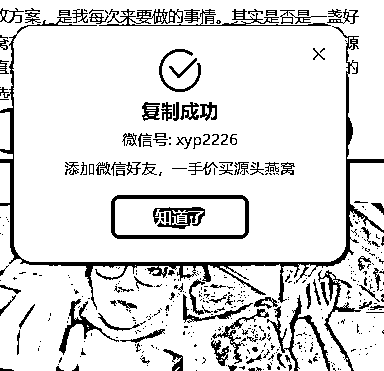 女方案，是我每次来要做的事情。其实是否是一盏好
复制成功
微信号: xyp2226
添加微信好友，一手价买源头燕窝
知道了